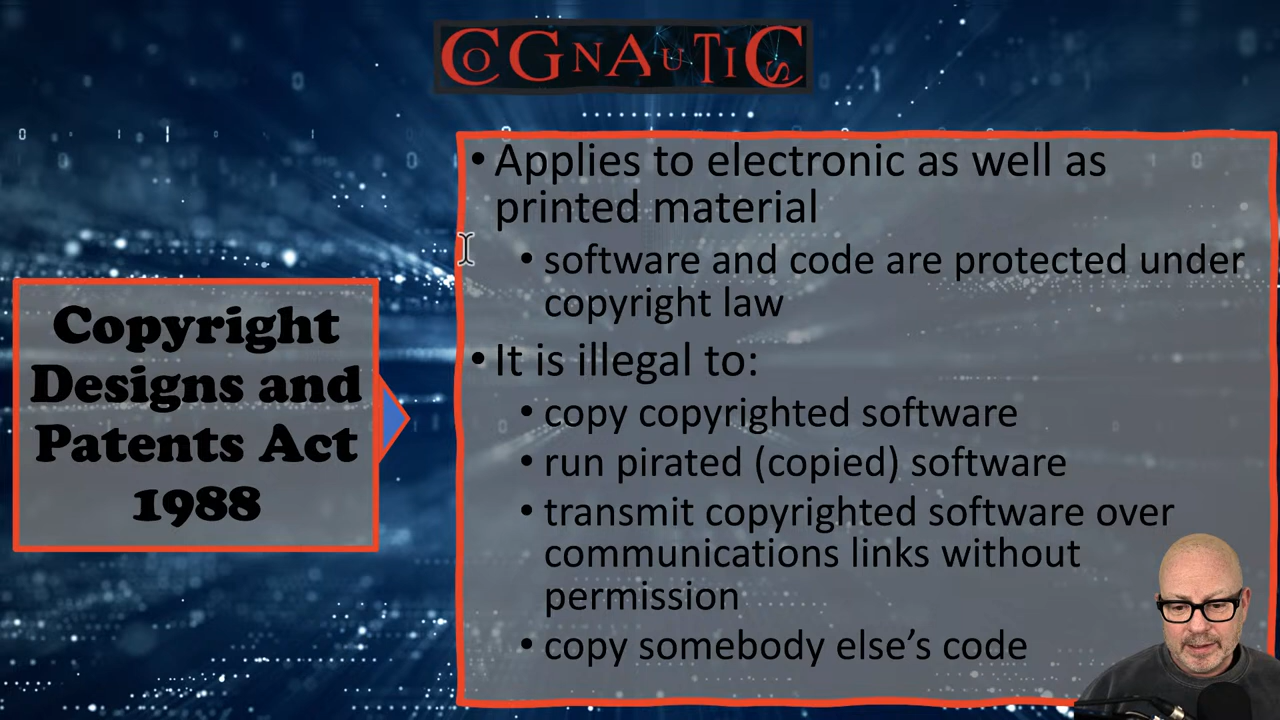 COGNAUTICS
• Applies to electronic as well as
printed material
• software and code are protected under
copyright law
• It is illegal to:
• copy copyrighted software
• run pirated (copied) software
• transmit copyrighted software over
communications links without
permission
• copy somebody else’s code
Copyright
Designs and
Patents Act
1988